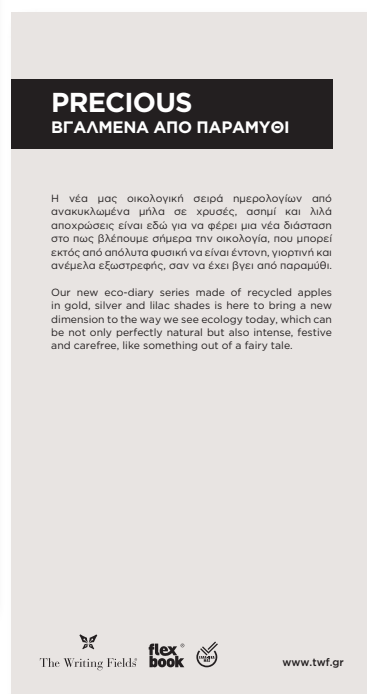 PRECIOUS
ΒΓΑΛΜΕΝΑ ΑΠΟ ΠΑΡΑΜΥΘΙ
Η νέα μας οικολογική σειρά ημερολογίων από
ανακυκλωμένα μήλα σε χρυσές, ασημί και λιλά
αποχρώσεις είναι εδώ για να φέρει μια νέα διάσταση
στο πως βλέπουμε σήμερα την οικολογία, που μπορεί
εκτός από απόλυτα φυσική να είναι έντονη, γιορτινή και
ανέμελα εξωστρεφής, σαν να έχει βγει από παραμύθι.
Our new eco-diary series made of recycled apples
in gold, silver and lilac shades is here to bring a new
dimension to the way we see ecology today, which can
be not only perfectly natural but also intense, festive
and carefree, like something out of a fairy tale.
The Writing Fields®
flex®
book
www.twf.gr